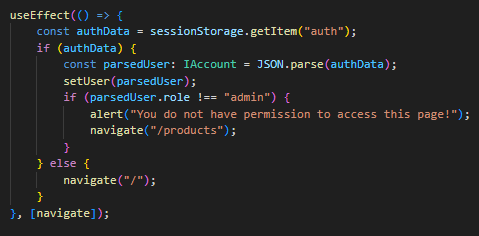 useEffect(() => {
    const authData = sessionStorage.getItem("auth");
    if (authData) {
        const parsedUser: IAccount = JSON.parse(authData);
        setUser(parsedUser);
        if (parsedUser.role !== "admin") {
            alert("You do not have permission to access this page!");
            navigate("/products");
        }
    } else {
        navigate("/");
    }
}, [navigate]);